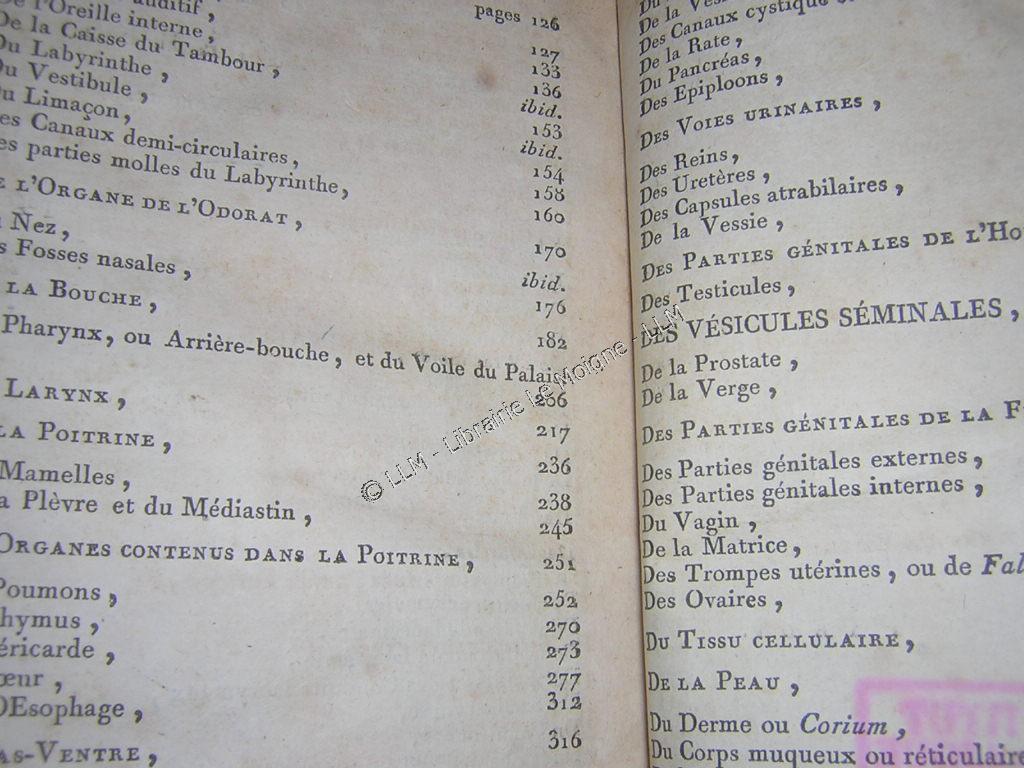 pages 126
127
auditif, 133
De l'Oreille interne, 136
De la Caisse du Tambour, ibid.
Du Labyrinthe, 153
Du Vestibule, ibid.
Du Limaçon, 154
es Canaux demi-circulaires, 158
es parties molles du Labyrinthe, 160
E L'ORGANE DE L'ODORAT, 170
Nez, ibid.
s Fosses nasales, 176
LA BOUCHE, 182
Pharynx, ou Arrière-bouche, et du Voile du Palais, 206
LARYNX, 217
LA POITRINE, 236
Mamelles, 238
a Plèvre et du Médiastin, 245
ORGANES CONTENUS DANS LA POITRINE, 251
Poumons, 252
hymus, 270
éricarde, 273
œur, 277
OEsophage, 312
AS-VENTRE, 316
De la Vés
Des Canaux cystique
De la Rate,
Du Pancréas,
Des Epiploons,
DES VOIES URINAIRES,
Des Reins,
Des Uretères,
Des Capsules atrabilaires,
De la Vessie,
DES PARTIES GÉNITALES DE L'HO
Des Testicules,
DES VÉSICULES SÉMINALES,
De la Prostate,
De la Verge,
DES PARTIES GÉNITALES DE LA F
Des Parties génitales externes,
Des Parties génitales internes,
Du Vagin,
De la Matrice,
Des Trompes utérines, ou de Fal
Des Ovaires,
DU TISSU CELLULAIRE,
DE LA PEAU,
Du Derme ou Corium,
Du Corps muqueux ou réticulaire
© LLM - Librairie Le Moigne - LLM